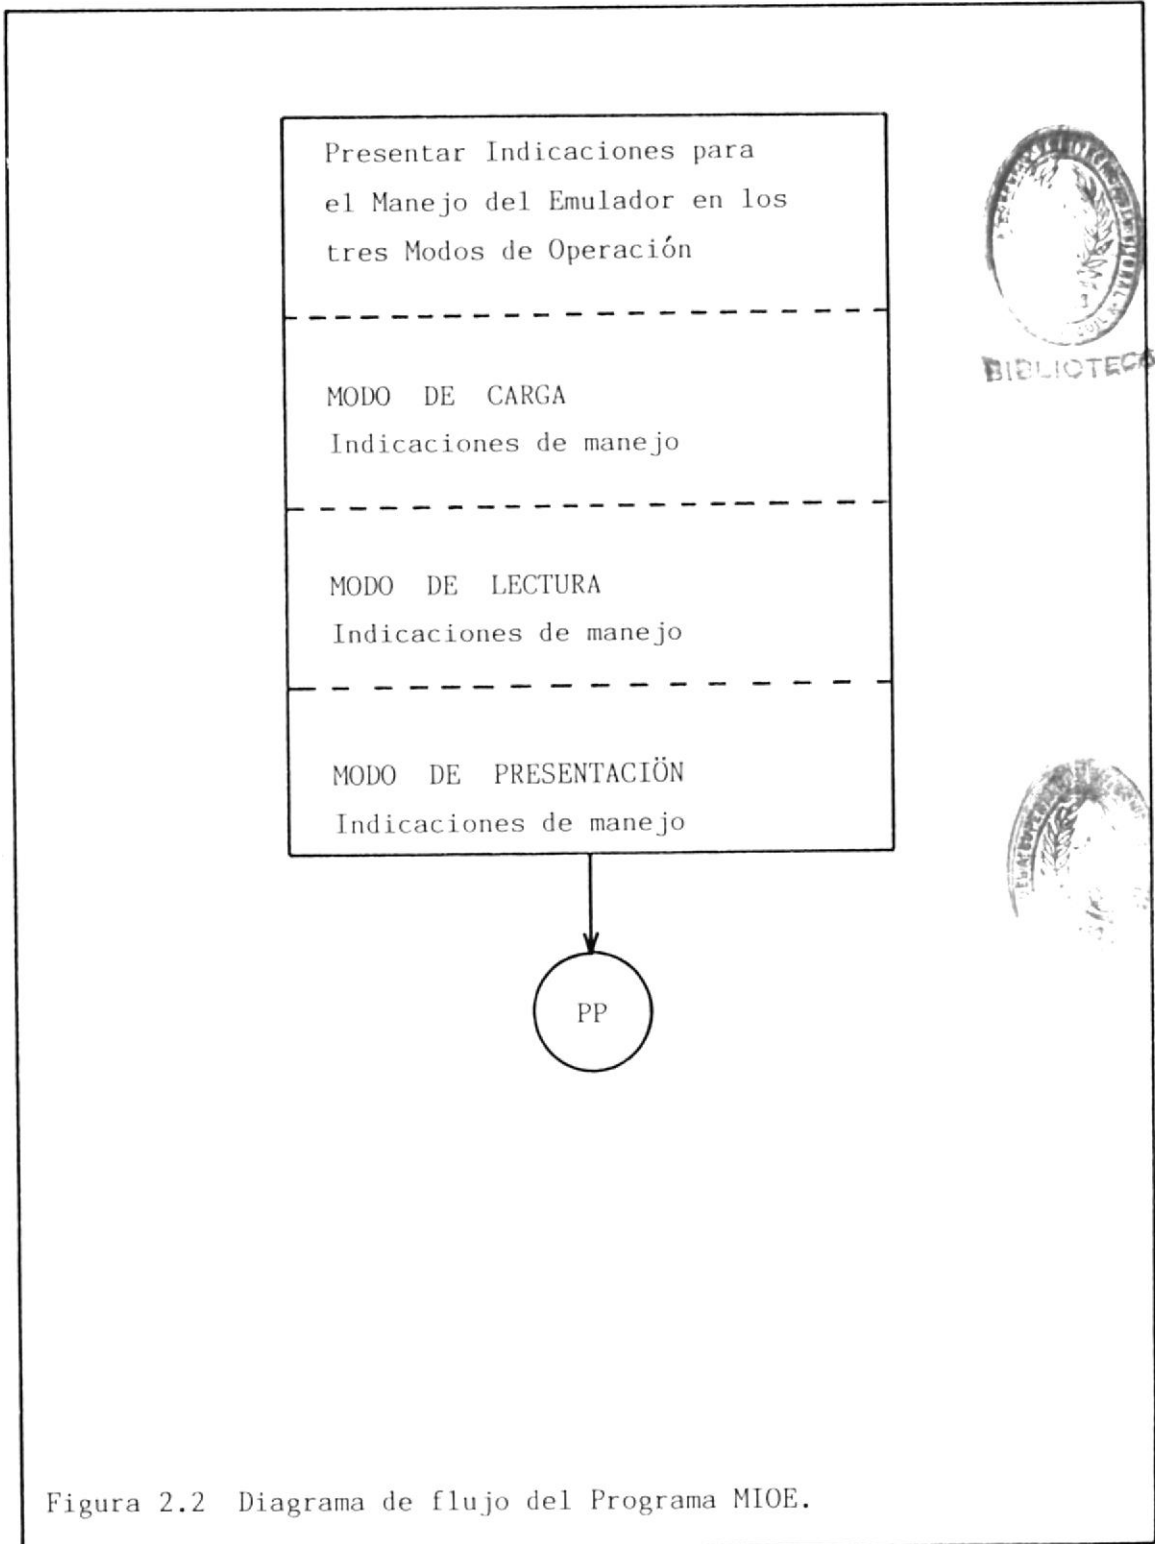 Presentar Indicaciones para
el Manejo del Emulador en los
tres Modos de Operación
BIBLIOTECA
MODO DE CARGA
Indicaciones de manejo
MODO DE LECTURA
Indicaciones de manejo
MODO DE PRESENTACIÖN
Indicaciones de manejo
PP
Figura 2.2 Diagrama de flujo del Programa MIOE.